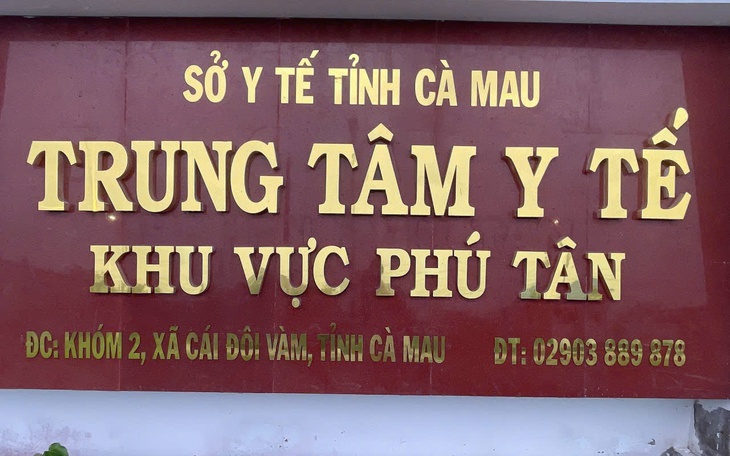 SỞ Y TẾ TỈNH CÀ MAU
TRUNG TÂM Y TẾ
KHU VỰC PHÚ TÂN
ĐC: KHÓM 2, XÃ CÁI ĐÔI VÀM, TỈNH CÀ MAU ĐT: 02903 889 878